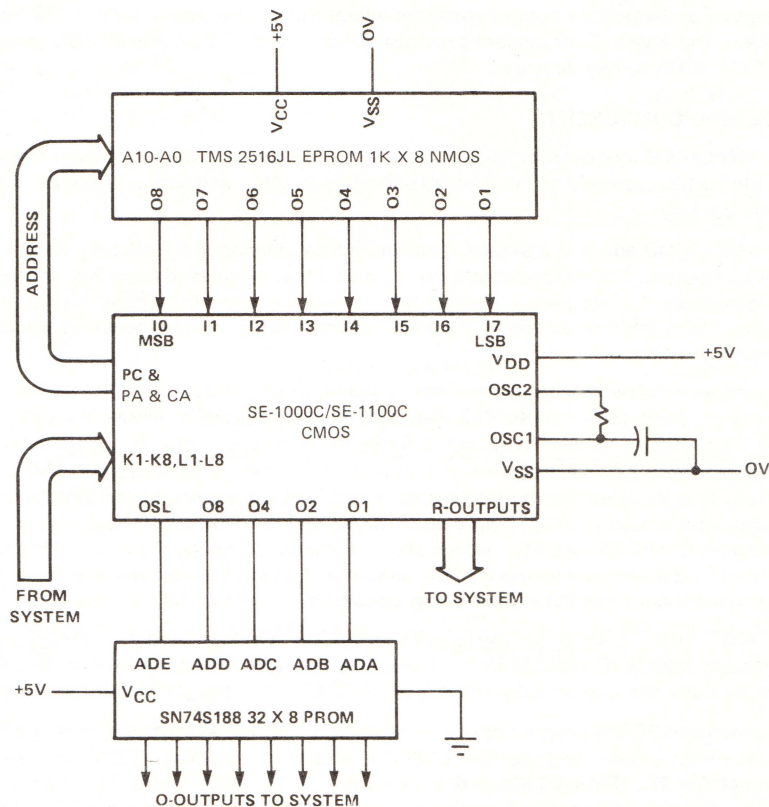 +5V
0V
VCC
VSS
A10-A0 TMS 2516JL EPROM 1K X 8 NMOS
O8 O7 O6 O5 O4 O3 O2 O1
ADDRESS
I0 I1 I2 I3 I4 I5 I6 I7
MSB LSB
VDD +5V
PC &
PA & CA
OSC2
SE-1000C/SE-1100C
CMOS
OSC1
K1-K8,L1-L8
VSS 0V
OSL O8 O4 O2 O1 R-OUTPUTS
FROM
SYSTEM
TO SYSTEM
ADE ADD ADC ADB ADA
+5V VCC
SN74S188 32 X 8 PROM
O-OUTPUTS TO SYSTEM